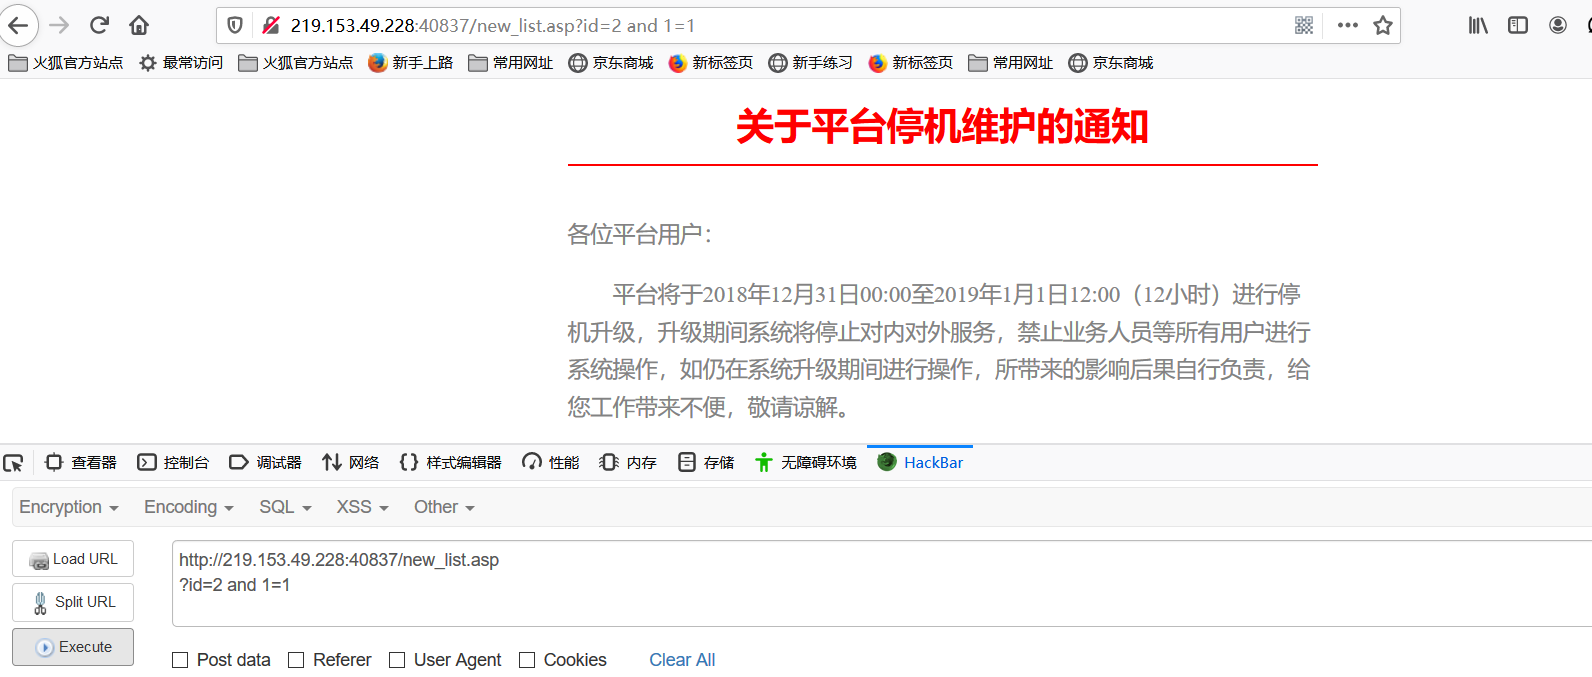 219.153.49.228:40837/new_list.asp?id=2 and 1=1
火狐官方站点 最常访问 火狐官方站点 新手上路 常用网址 京东商城 新标签页 新手练习 新标签页 常用网址 京东商城
关于平台停机维护的通知
各位平台用户：
平台将于2018年12月31日00:00至2019年1月1日12:00（12小时）进行停
机升级，升级期间系统将停止对内对外服务，禁止业务人员等所有用户进行
系统操作，如仍在系统升级期间进行操作，所带来的影响后果自行负责，给
您工作带来不便，敬请谅解。
查看器 控制台 调试器 网络 样式编辑器 性能 内存 存储 无障碍环境 HackBar
Encryption Encoding SQL XSS Other
Load URL
http://219.153.49.228:40837/new_list.asp
?id=2 and 1=1
Split URL
Execute
Post data Referer User Agent Cookies Clear All